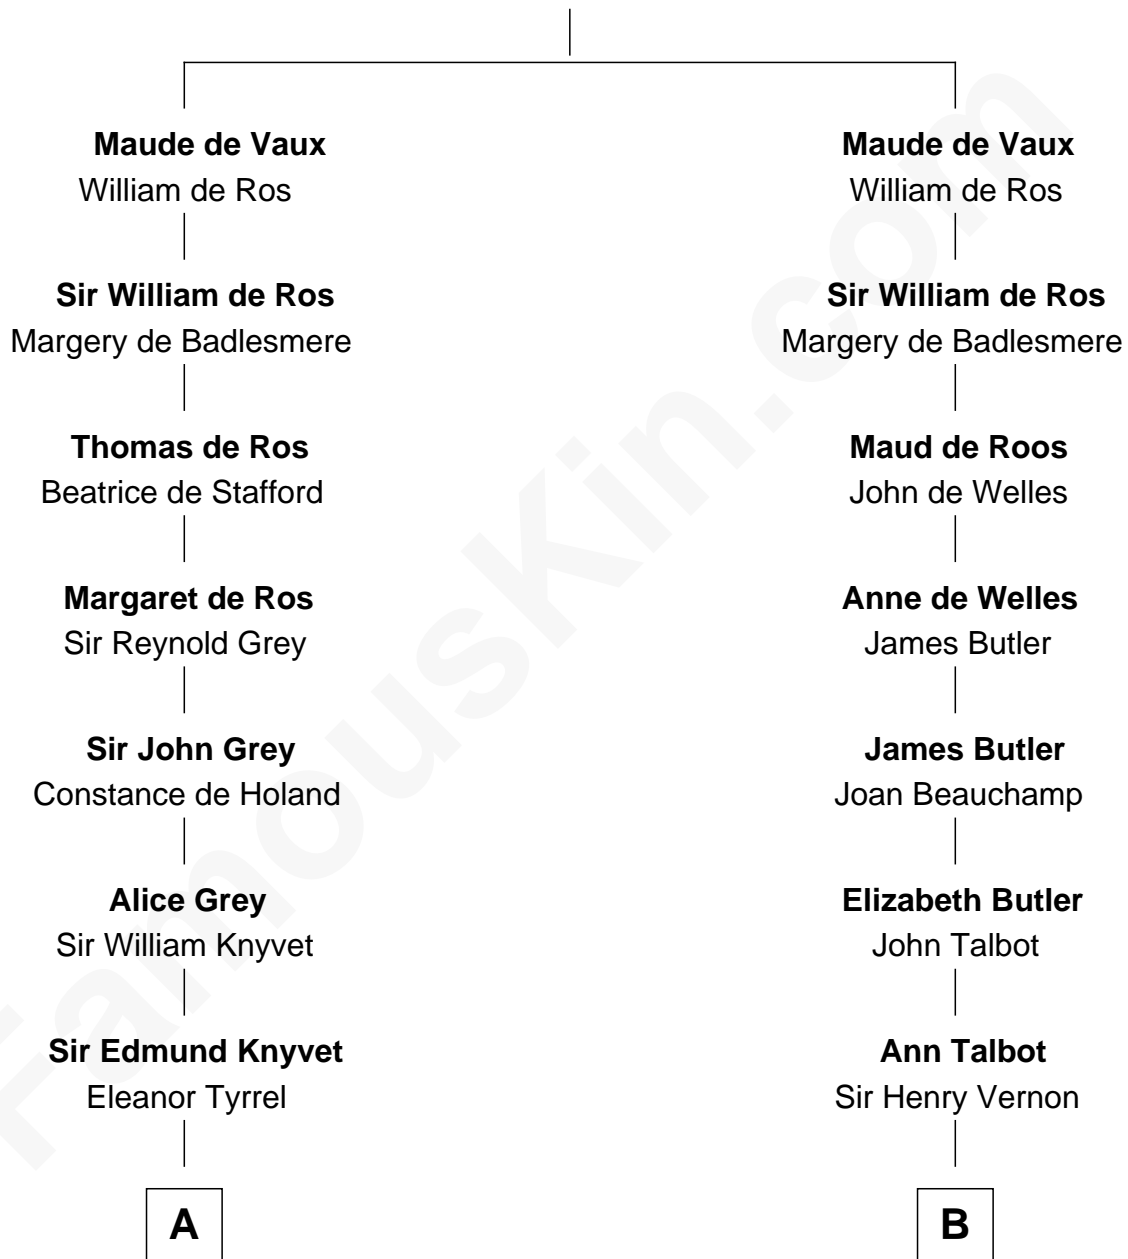 Maude de Vaux
William de Ros
Sir William de Ros
Margery de Badlesmere
Thomas de Ros
Beatrice de Stafford
Margaret de Ros
Sir Reynold Grey
Sir John Grey
Constance de Holand
Alice Grey
Sir William Knyvet
Sir Edmund Knyvet
Eleanor Tyrrel
A
Maude de Vaux
William de Ros
Sir William de Ros
Margery de Badlesmere
Maud de Roos
John de Welles
Anne de Welles
James Butler
James Butler
Joan Beauchamp
Elizabeth Butler
John Talbot
Ann Talbot
Sir Henry Vernon
B
FamousKin.com